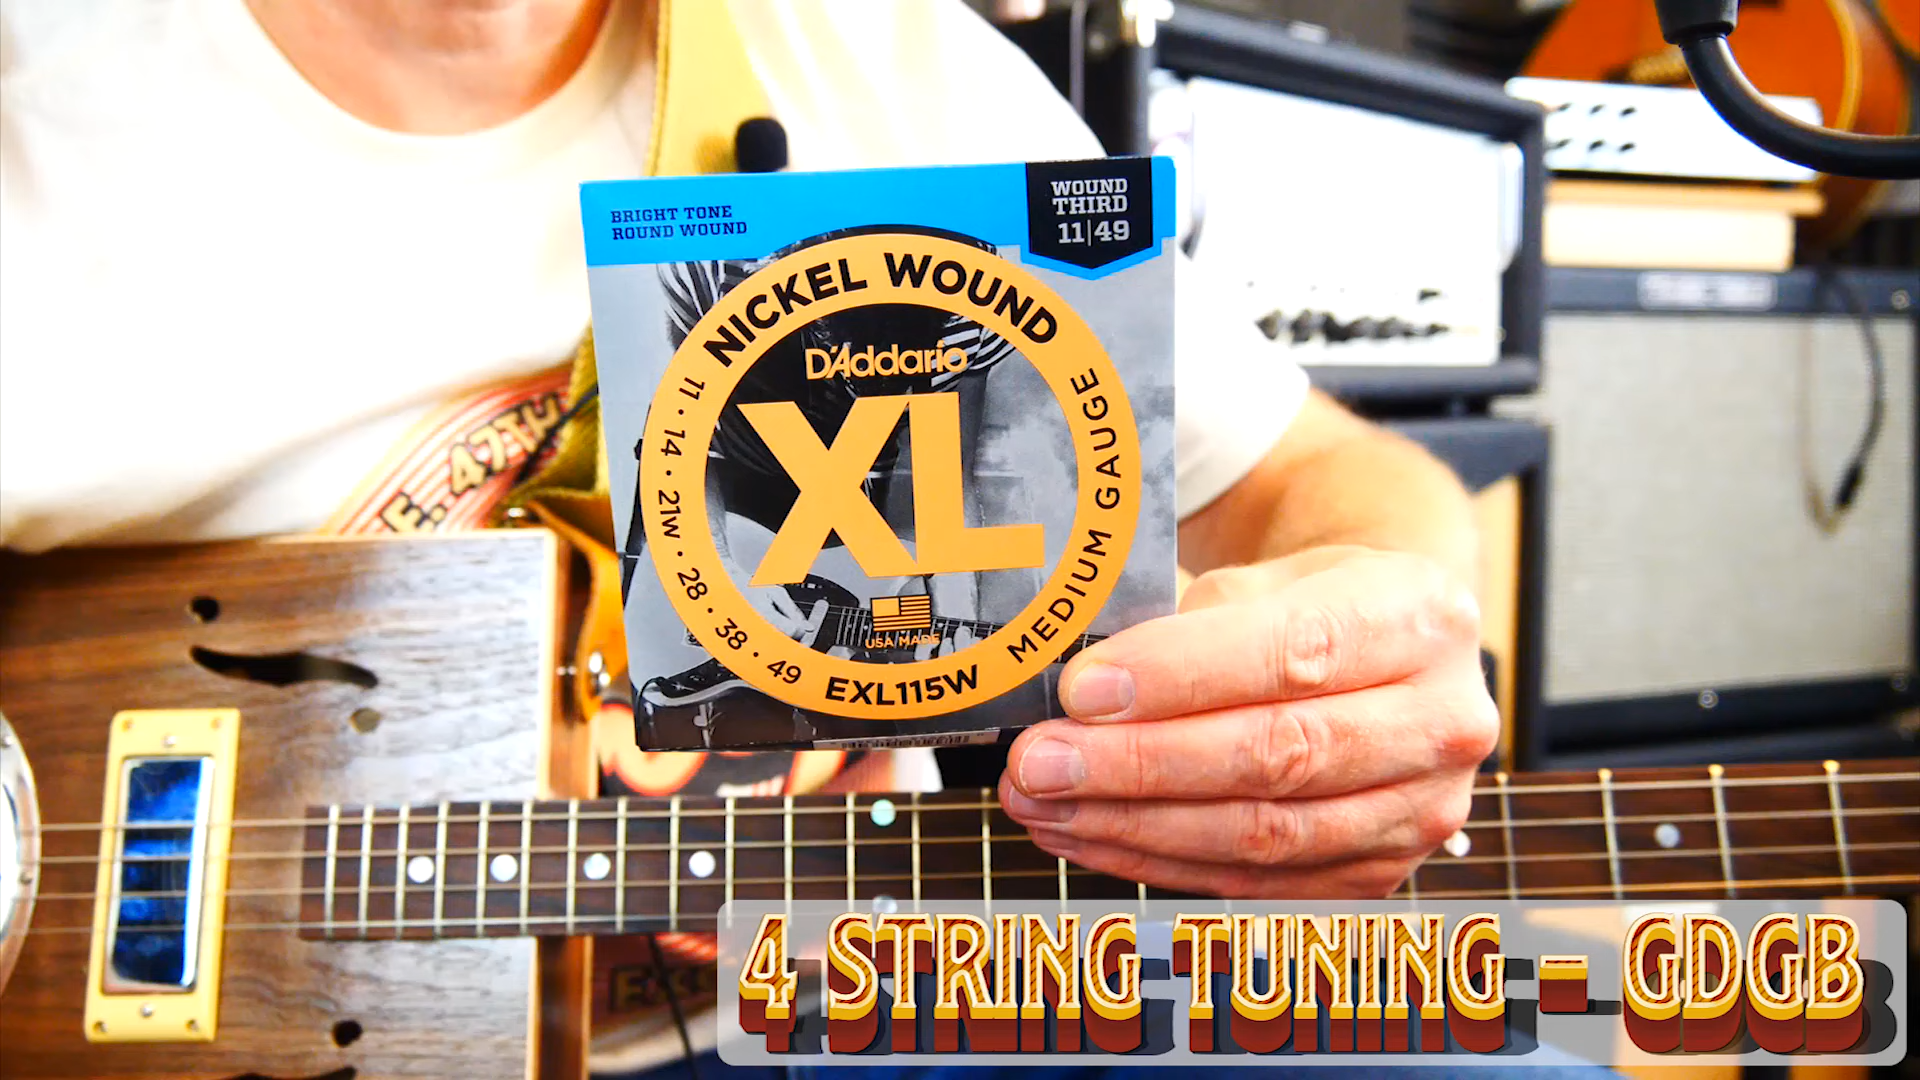 BRIGHT TONE
ROUND WOUND
WOUND
THIRD
11|49
NICKEL WOUND
D'Addario
XL
11 · 14 · 21W · 28 · 38 · 49
MEDIUM GAUGE
USA MADE
EXL115W
E. 47TH
4 STRING TUNING - GDGB